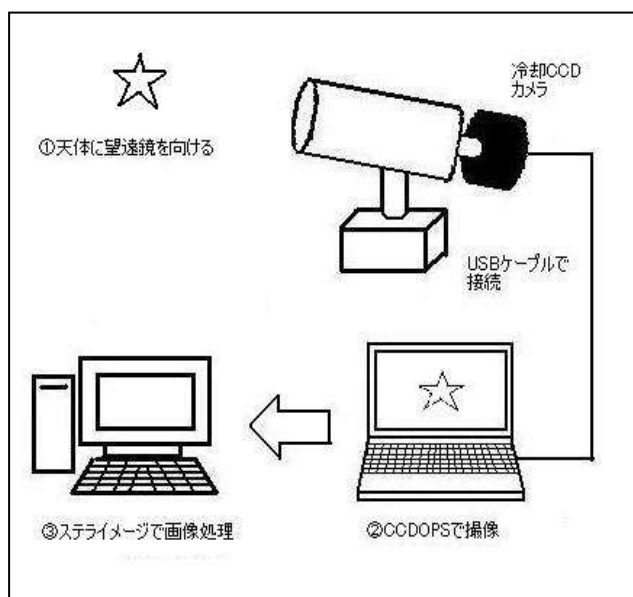 冷却CCD
カメラ
①天体に望遠鏡を向ける
USBケーブルで
接続
③ステライメージで画像処理
②CCDOPSで撮像